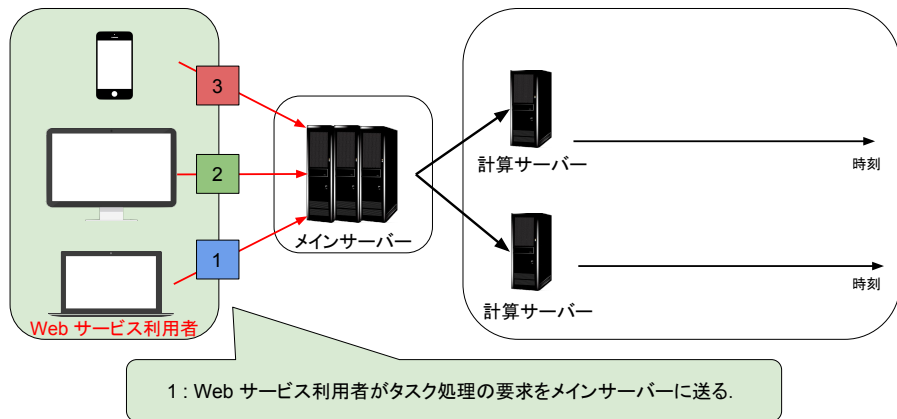 3
2
1
Web サービス利用者
メインサーバー
計算サーバー
時刻
計算サーバー
時刻
1 : Web サービス利用者がタスク処理の要求をメインサーバーに送る.